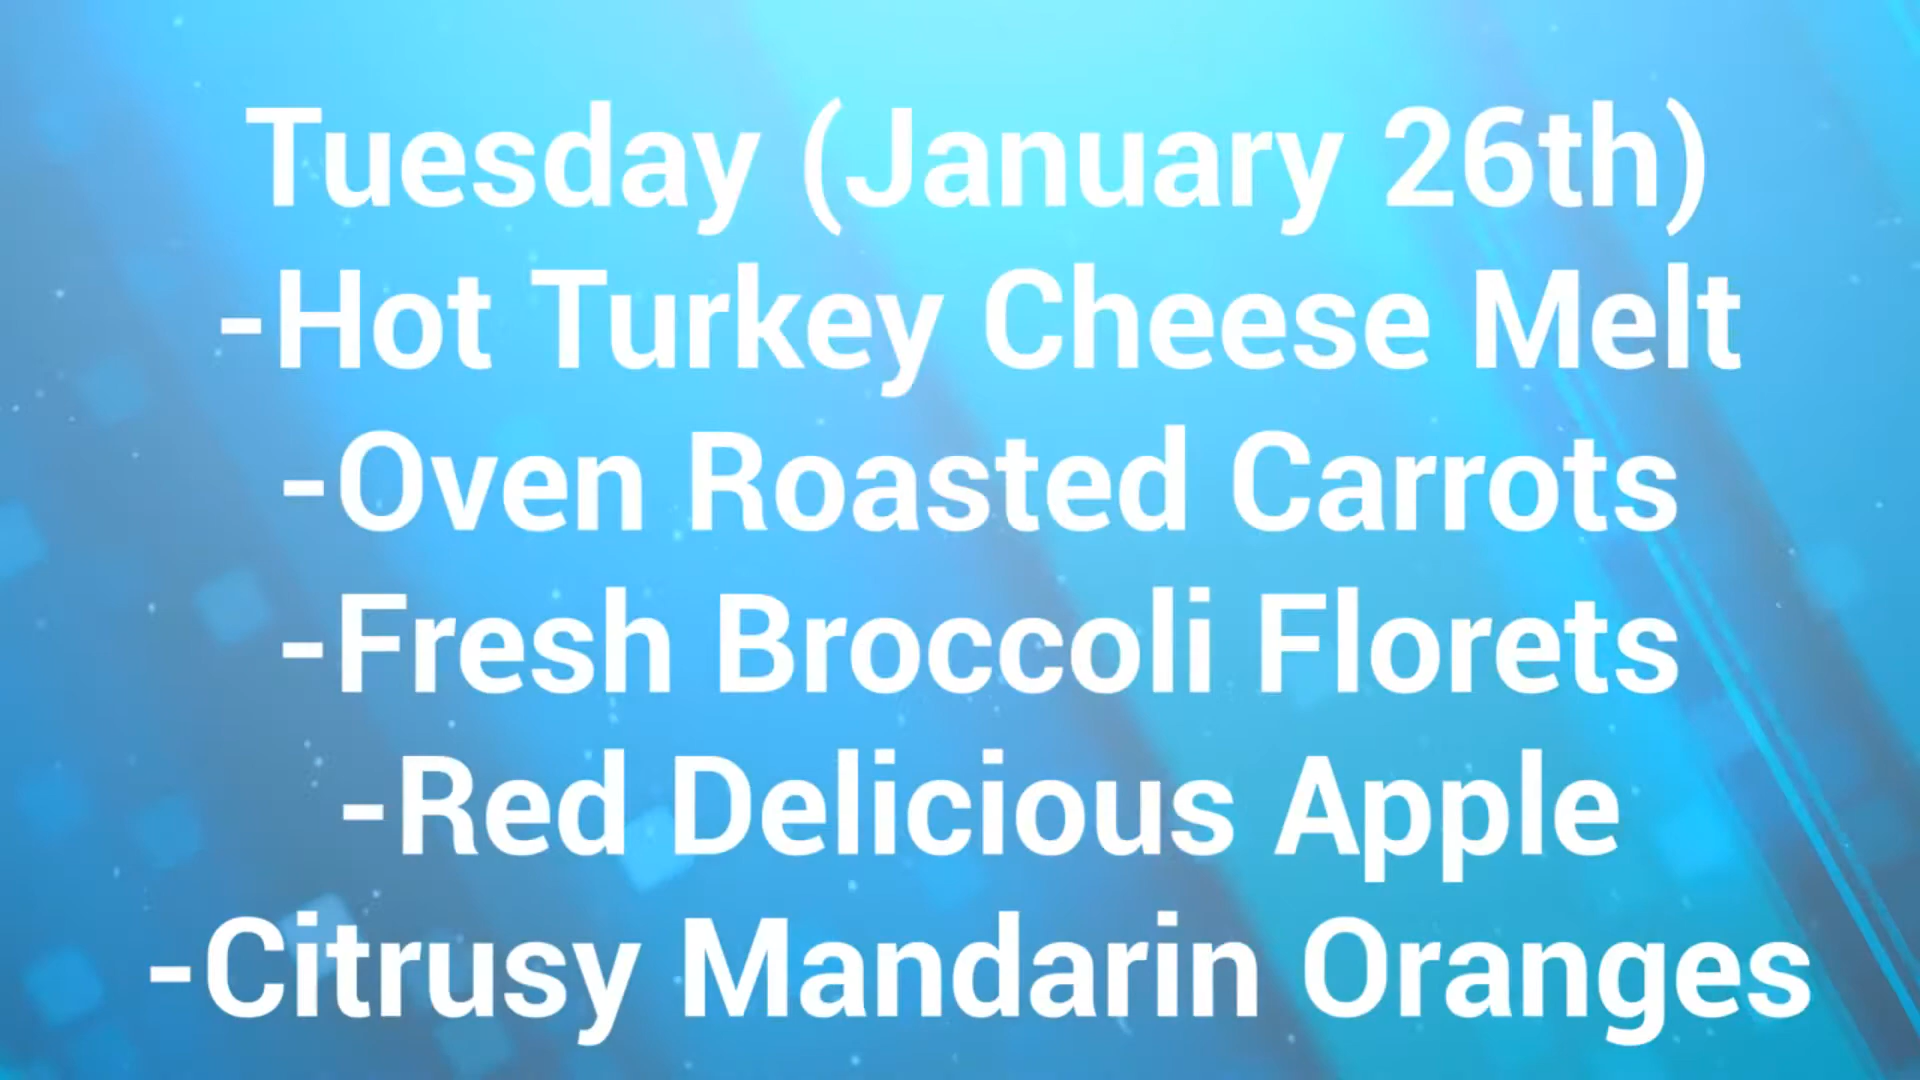 Tuesday (January 26th)
-Hot Turkey Cheese Melt
-Oven Roasted Carrots
-Fresh Broccoli Florets
-Red Delicious Apple
-Citrusy Mandarin Oranges